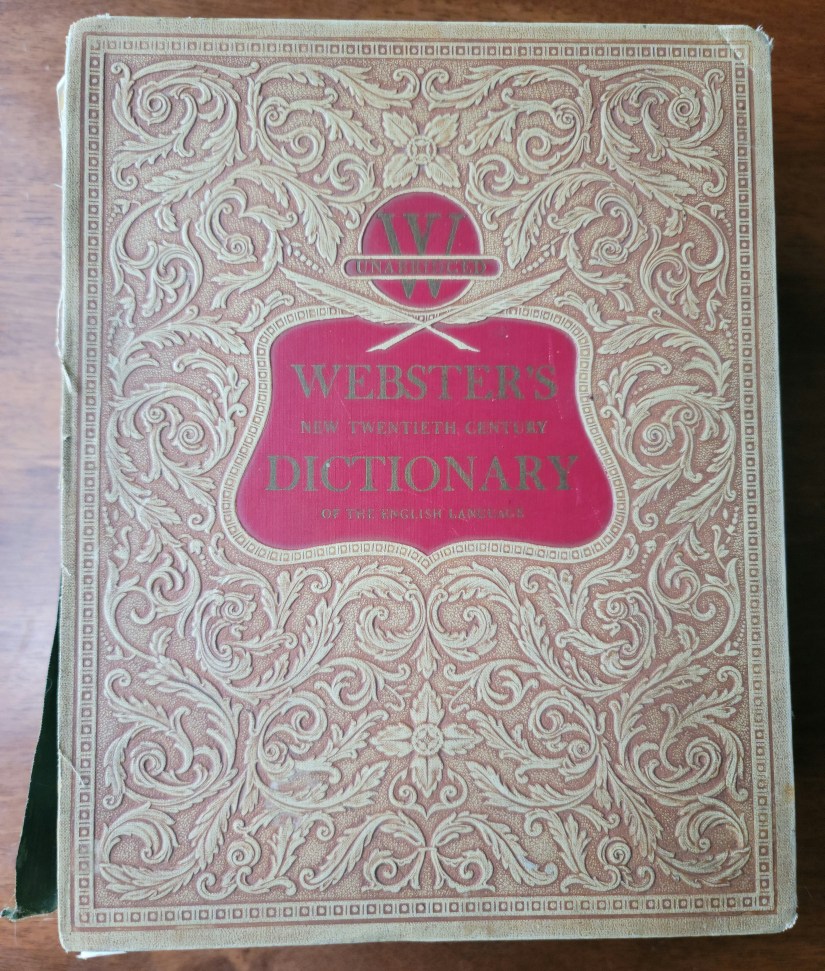 W
UNABRIDGED
WEBSTER'S
NEW TWENTIETH CENTURY
DICTIONARY
OF THE ENGLISH LANGUAGE